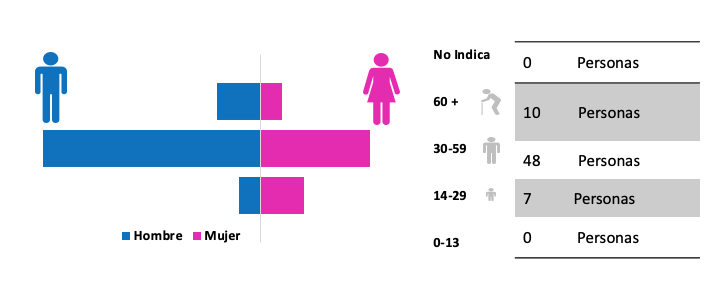 No Indica 0 Personas
60 + 10 Personas
30-59 48 Personas
14-29 7 Personas
0-13 0 Personas
Hombre Mujer